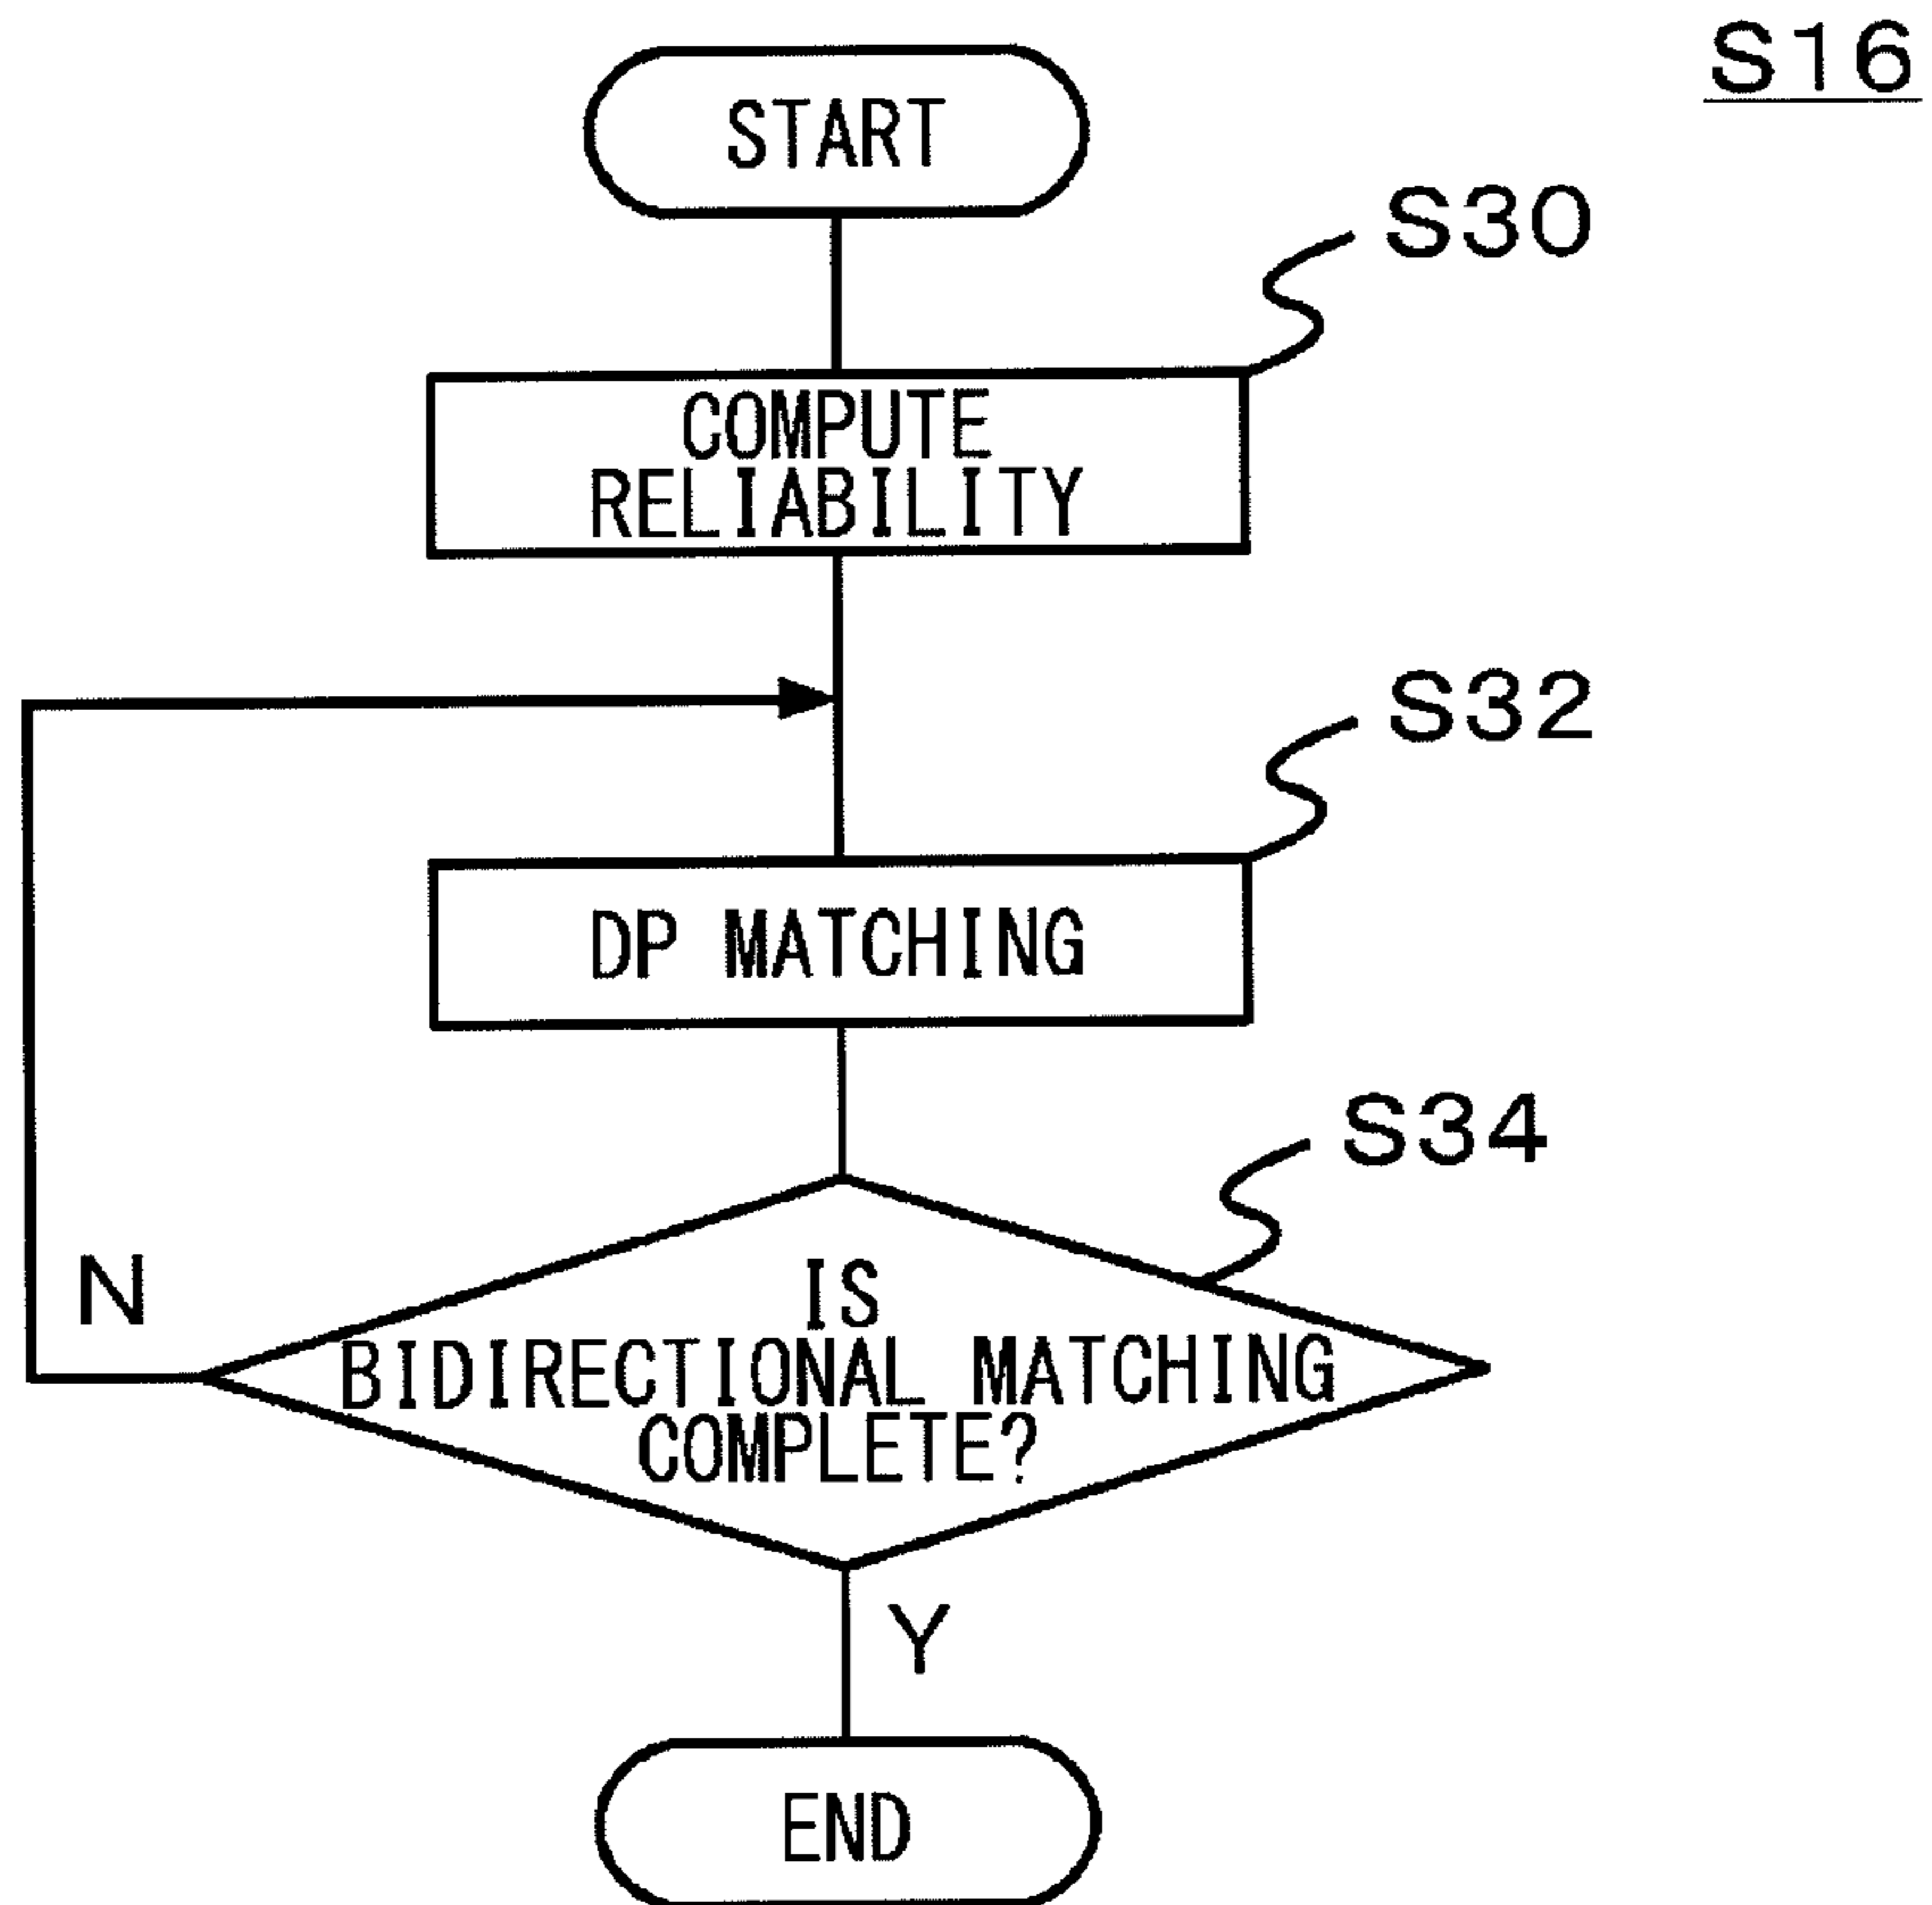 S16
START
S30
COMPUTE
RELIABILITY
S32
DP MATCHING
S34
N
IS
BIDIRECTIONAL MATCHING
COMPLETE?
Y
END